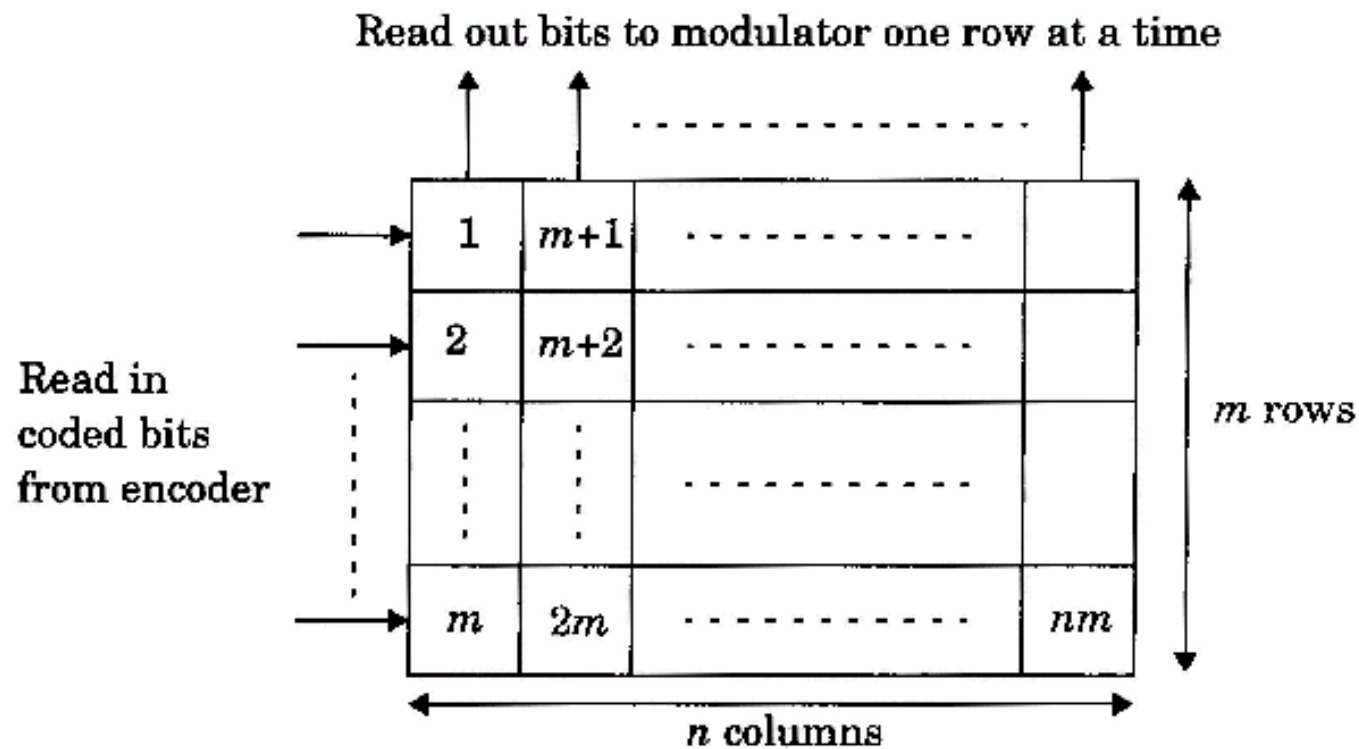 Read out bits to modulator one row at a time
1 m+1
2 m+2
Read in
coded bits
from encoder
m rows
m 2m nm
n columns